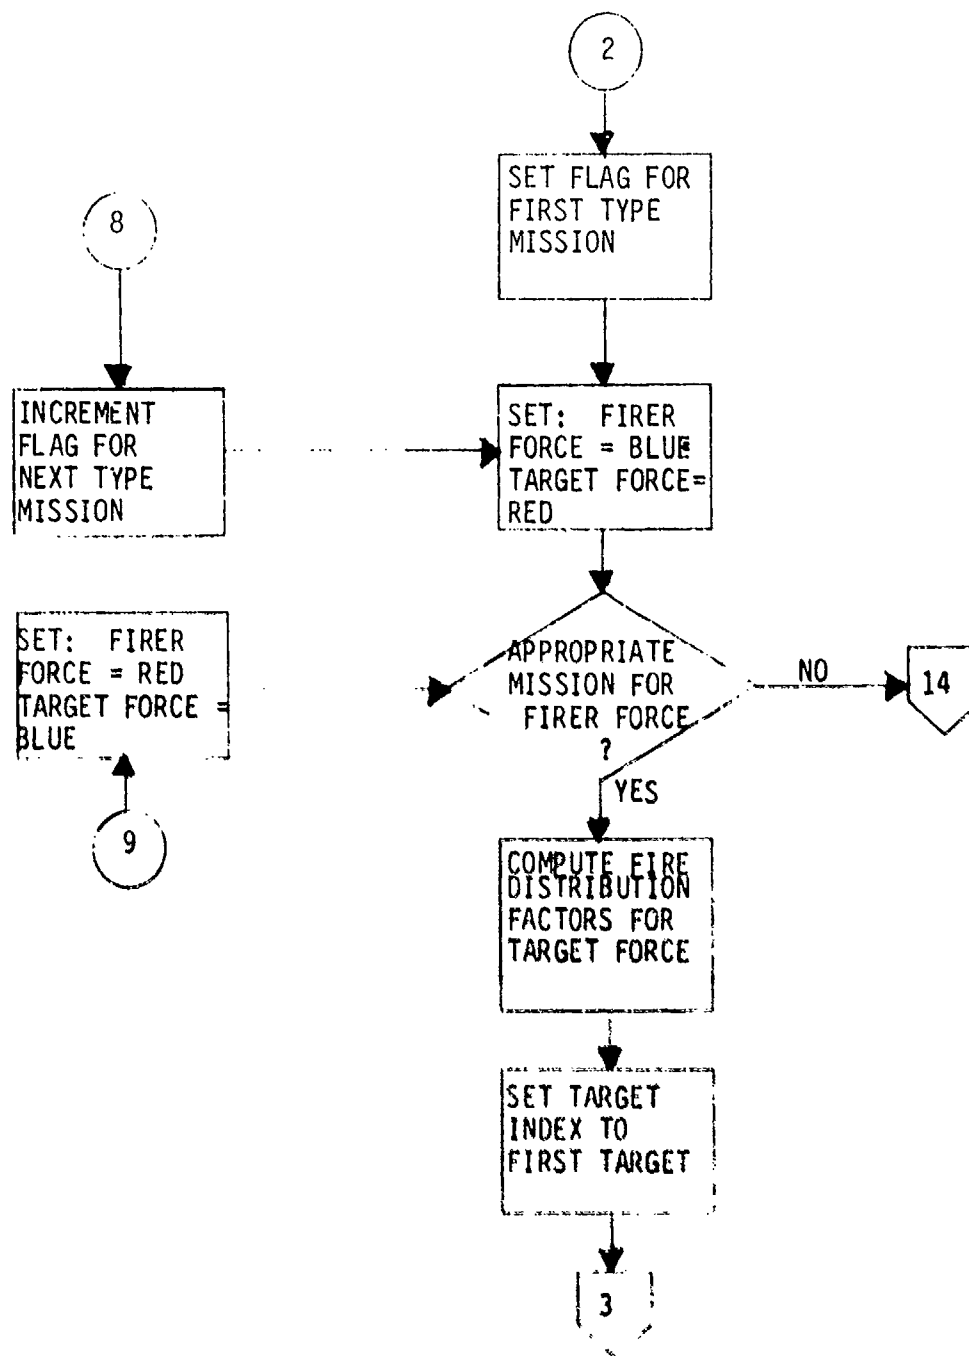 2
SET FLAG FOR
FIRST TYPE
MISSION
8
INCREMENT
FLAG FOR
NEXT TYPE
MISSION
SET: FIRER
FORCE = BLUE
TARGET FORCE=
RED
SET: FIRER
FORCE = RED
TARGET FORCE =
BLUE
9
APPROPRIATE
MISSION FOR
FIRER FORCE
?
NO
14
YES
COMPUTE FIRE
DISTRIBUTION
FACTORS FOR
TARGET FORCE
SET TARGET
INDEX TO
FIRST TARGET
3